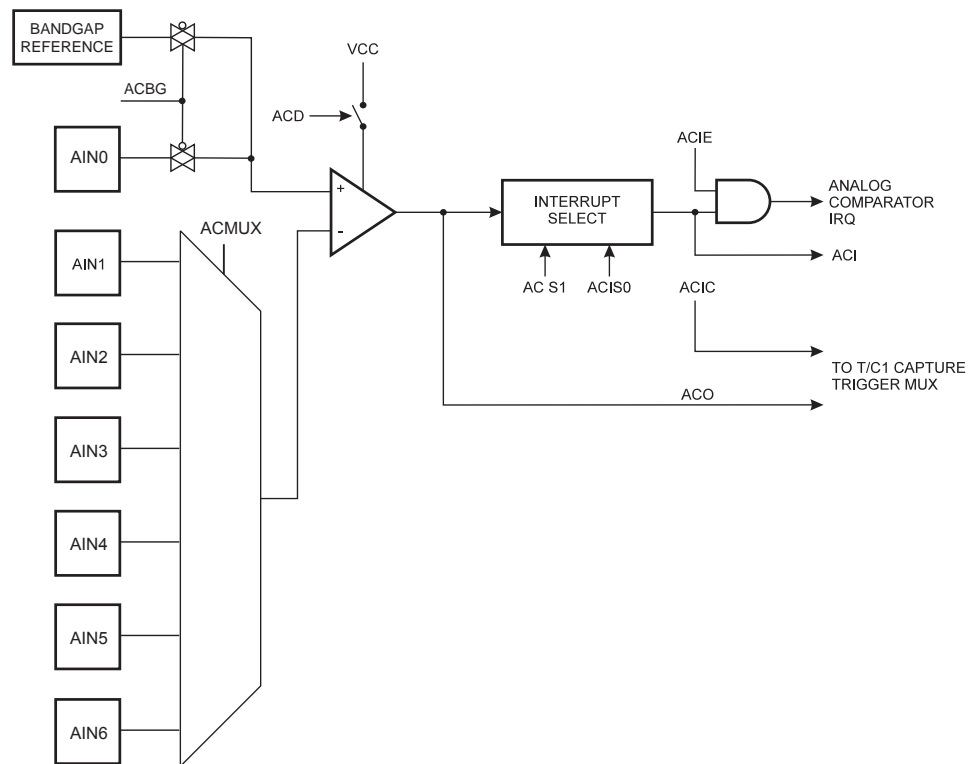 BANDGAP
REFERENCE
VCC
ACBG
ACD
ACIE
AIN0
+
-
INTERRUPT
SELECT
ANALOG
COMPARATOR
IRQ
ACMUX
AIN1
ACI
AC S1
ACIS0
ACIC
AIN2
TO T/C1 CAPTURE
TRIGGER MUX
ACO
AIN3
AIN4
AIN5
AIN6